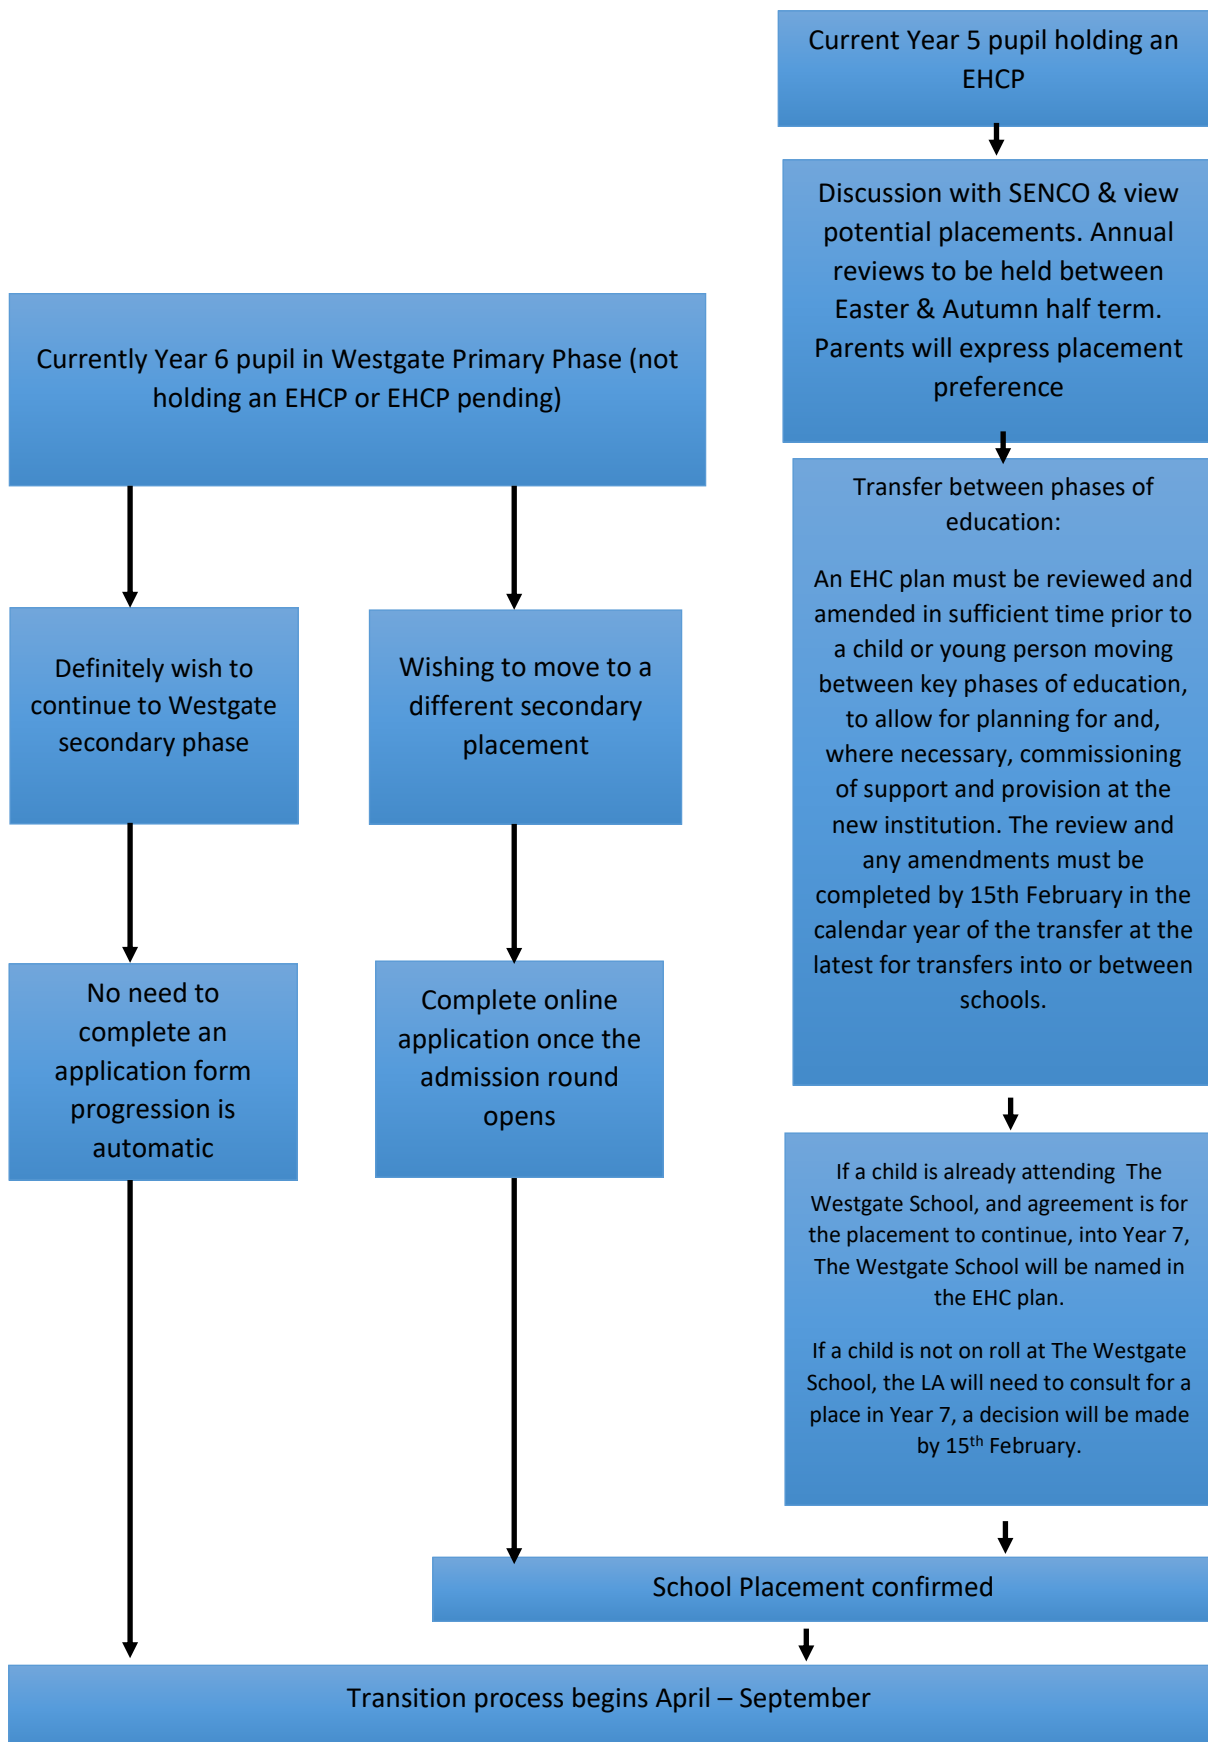 Current Year 5 pupil holding an
EHCP
Discussion with SENCO & view
potential placements. Annual
reviews to be held between
Easter & Autumn half term.
Parents will express placement
preference
Currently Year 6 pupil in Westgate Primary Phase (not
holding an EHCP or EHCP pending)
Transfer between phases of
education:
An EHC plan must be reviewed and
amended in sufficient time prior to
a child or young person moving
between key phases of education,
to allow for planning for and,
where necessary, commissioning
of support and provision at the
new institution. The review and
any amendments must be
completed by 15th February in the
calendar year of the transfer at the
latest for transfers into or between
schools.
Definitely wish to
continue to Westgate
secondary phase
Wishing to move to a
different secondary
placement
No need to
complete an
application form
progression is
automatic
Complete online
application once the
admission round
opens
If a child is already attending  The
Westgate School, and agreement is for
the placement to continue, into Year 7,
The Westgate School will be named in
the EHC plan.
If a child is not on roll at The Westgate
School, the LA will need to consult for a
place in Year 7, a decision will be made
by 15th February.
School Placement confirmed
Transition process begins April – September